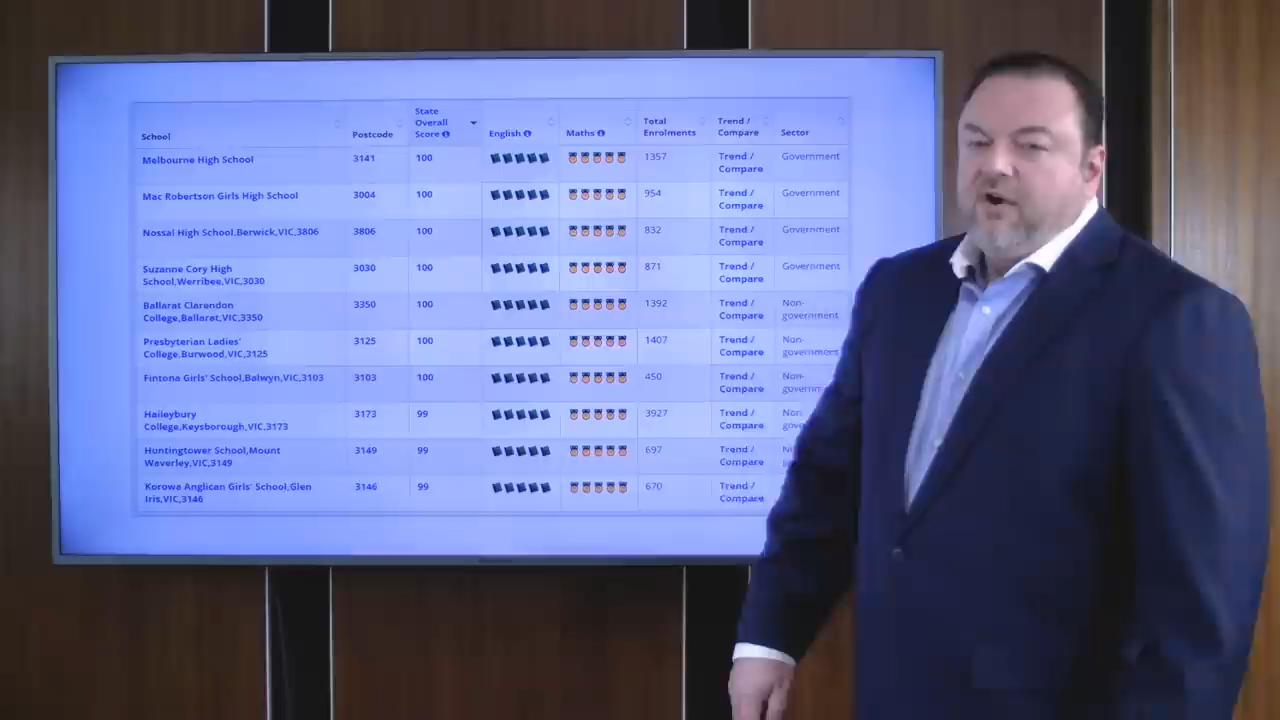 School Postcode State Overall Score English Maths Total Enrolments Trend / Compare Sector
Melbourne High School 3141 100 1357 Trend / Compare Government
Mac Robertson Girls High School 3004 100 954 Trend / Compare Government
Nossal High School,Berwick,VIC,3806 3806 100 832 Trend / Compare Government
Suzanne Cory High School,Werribee,VIC,3030 3030 100 871 Trend / Compare Government
Ballarat Clarendon College,Ballarat,VIC,3350 3350 100 1392 Trend / Compare Non-government
Presbyterian Ladies' College,Burwood,VIC,3125 3125 100 1407 Trend / Compare Non-government
Fintona Girls' School,Balwyn,VIC,3103 3103 100 450 Trend / Compare Non-
Haileybury College,Keysborough,VIC,3173 3173 99 3927 Trend / Compare Non-
Huntingtower School,Mount Waverley,VIC,3149 3149 99 697 Trend / Compare
Korowa Anglican Girls' School,Glen Iris,VIC,3146 3146 99 670 Trend / Compare